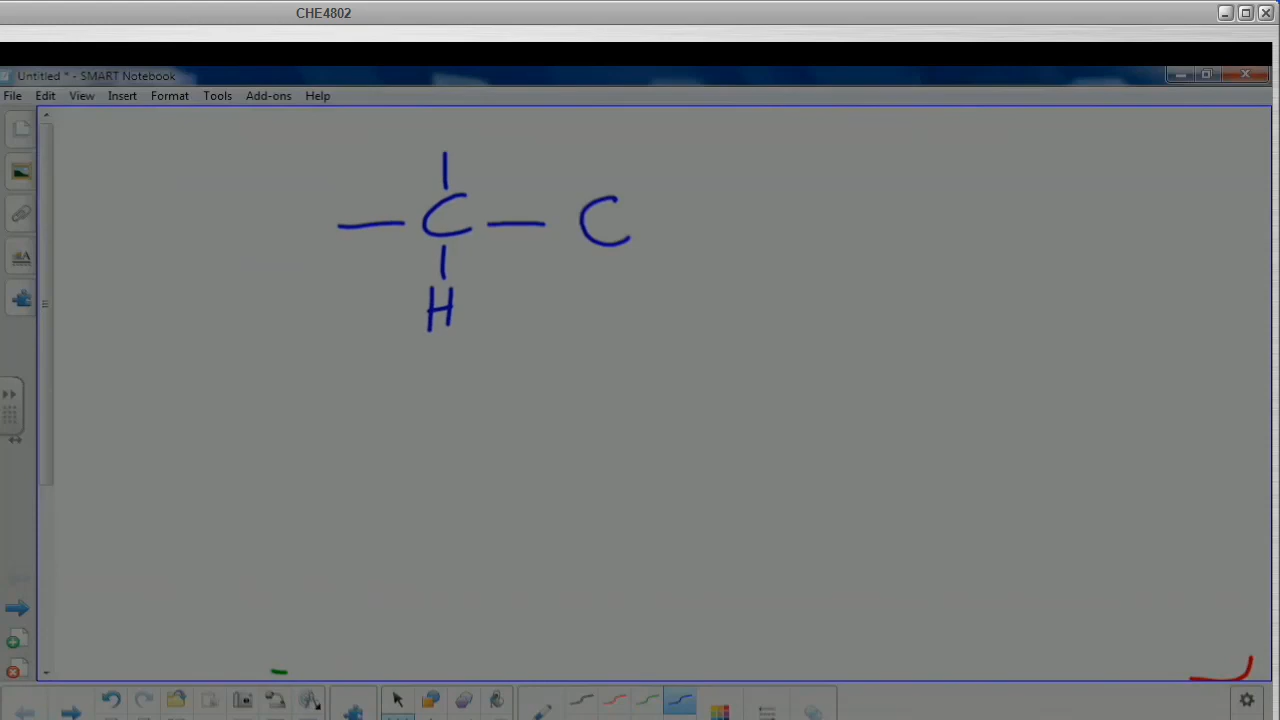 CHE4802
Untitled * - SMART Notebook
File Edit View Insert Format Tools Add-ons Help
C — C
H